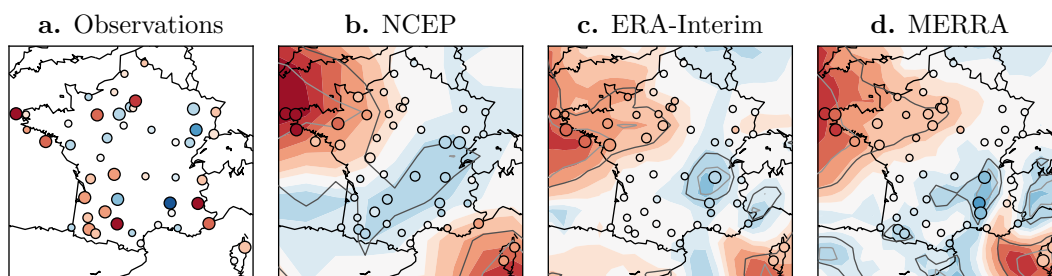 a. Observations
b. NCEP
c. ERA-Interim
d. MERRA